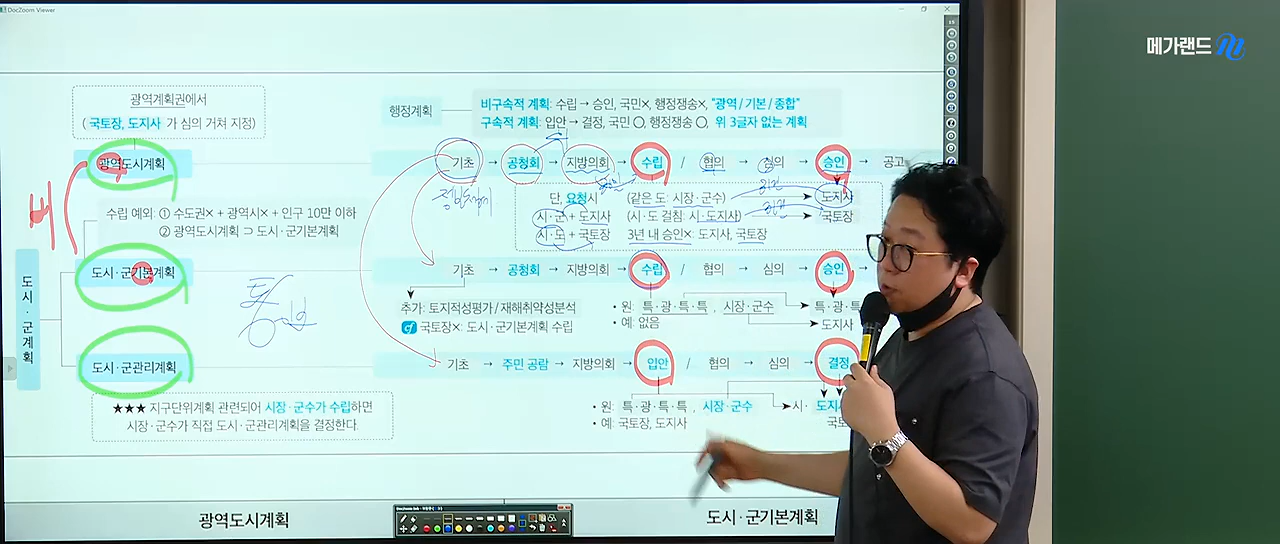 DocZoom Viewer
메가랜드
광역계획권에서
( 국토장, 도지사 가 심의 거쳐 지정)
행정계획
비구속적 계획: 수립 → 승인, 국민×, 행정쟁송×, "광역 / 기본 / 종합"
구속적 계획: 입안 → 결정, 국민 〇, 행정쟁송 〇, 위 3글자 없는 계획
광역도시계획
기초 → 공청회 → 지방의회 → 수립 / 협의 → 심의 → 승인 → 공고
단, 요청시 (같은 도: 시장·군수) 도지사
시·군 + 도지사 (시·도 걸침: 시·도지사) 국토장
시·도 + 국토장 3년 내 승인×: 도지사, 국토장
수립 예외: ① 수도권× + 광역시× + 인구 10만 이하
② 광역도시계획 ⊃ 도시·군기본계획
도시·군계획
도시·군기본계획
기초 → 공청회 → 지방의회 → 수립 / 협의 → 심의 → 승인 →
추가: 토지적성평가 / 재해취약성분석
cf 국토장×: 도시·군기본계획 수립
• 원: 특·광·특·특 , 시장·군수 특·광·특
• 예: 없음 도지사
도시·군관리계획
기초 → 주민 공람 → 지방의회 → 입안 / 협의 → 심의 → 결정
• 원: 특·광·특·특 , 시장·군수 시· 도지
• 예: 국토장, 도지사 국토
★★★ 지구단위계획 관련되어 시장·군수가 수립하면
시장·군수가 직접 도시·군관리계획을 결정한다.
광역도시계획
도시·군기본계획